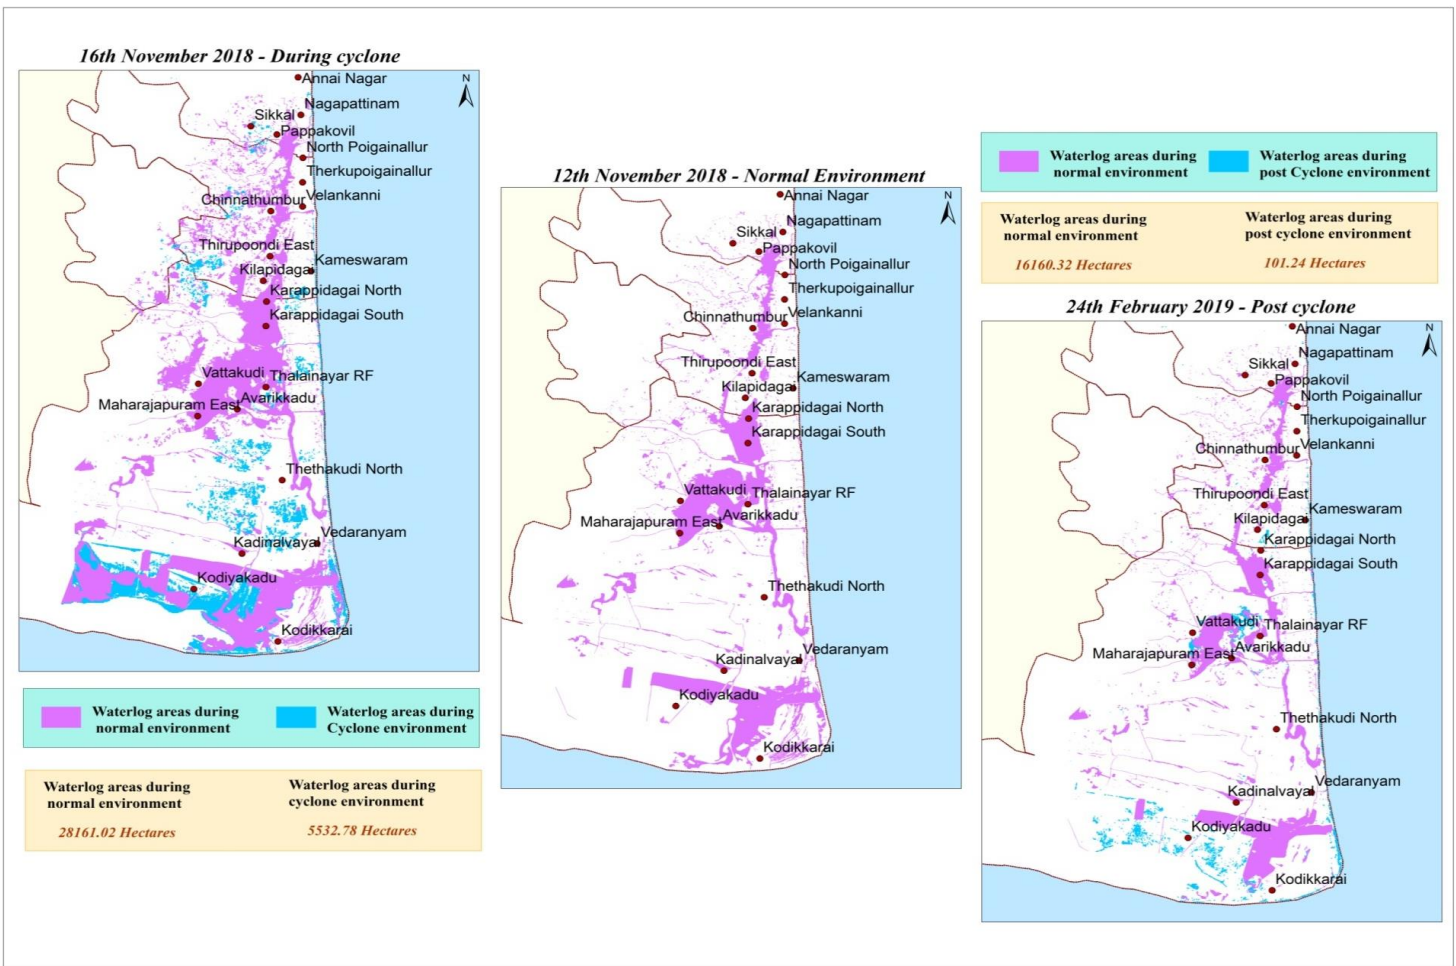 16th November 2018 - During cyclone
N
Annai Nagar
Nagapattinam
Sikkal
Pappakovil
North Poigainallur
Therkupoigainallur
Velankanni
Chinnathumbur
Thirupoondi East
Kameswaram
Kilapidagai
Karappidagai North
Karappidagai South
Vattakudi
Thalainayar RF
Avarikkadu
Maharajapuram East
Thethakudi North
Vedaranyam
Kadinalvayal
Kodiyakadu
Kodikkarai
Waterlog areas during
normal environment
Waterlog areas during
Cyclone environment
Waterlog areas during
normal environment
28161.02 Hectares
Waterlog areas during
cyclone environment
5532.78 Hectares
12th November 2018 - Normal Environment
N
Annai Nagar
Nagapattinam
Sikkal
Pappakovil
North Poigainallur
Therkupoigainallur
Velankanni
Chinnathumbur
Thirupoondi East
Kameswaram
Kilapidagai
Karappidagai North
Karappidagai South
Vattakudi
Thalainayar RF
Avarikkadu
Maharajapuram East
Thethakudi North
Vedaranyam
Kadinalvayal
Kodiyakadu
Kodikkarai
Waterlog areas during
normal environment
Waterlog areas during
post Cyclone environment
Waterlog areas during
normal environment
16160.32 Hectares
Waterlog areas during
post cyclone environment
101.24 Hectares
24th February 2019 - Post cyclone
N
Annai Nagar
Nagapattinam
Sikkal
Pappakovil
North Poigainallur
Therkupoigainallur
Velankanni
Chinnathumbur
Thirupoondi East
Kameswaram
Kilapidagai
Karappidagai North
Karappidagai South
Vattakudi
Thalainayar RF
Avarikkadu
Maharajapuram East
Thethakudi North
Vedaranyam
Kadinalvayal
Kodiyakadu
Kodikkarai